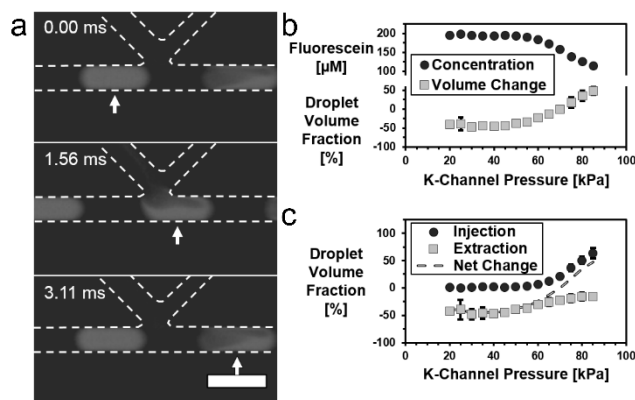 a
0.00 ms
1.56 ms
3.11 ms
b
Fluorescein
[µM]
Droplet
Volume
Fraction
[%]
200
150
100
50
0
-50
-100
Concentration
Volume Change
0 20 40 60 80 100
K-Channel Pressure [kPa]
c
Droplet
Volume
Fraction
[%]
100
50
0
-50
-100
Injection
Extraction
Net Change
0 20 40 60 80 100
K-Channel Pressure [kPa]